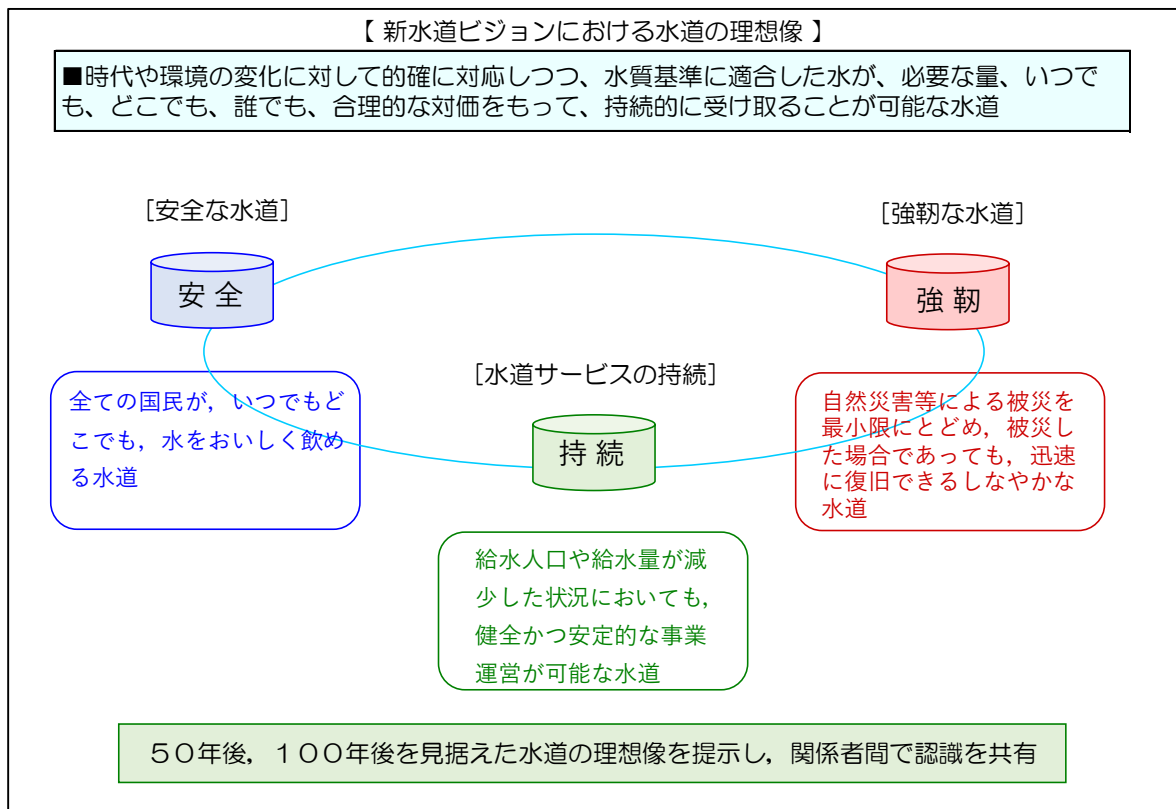 【 新水道ビジョンにおける水道の理想像 】
■時代や環境の変化に対して的確に対応しつつ、水質基準に適合した水が、必要な量、いつで
も、どこでも、誰でも、合理的な対価をもって、持続的に受け取ることが可能な水道
[安全な水道]
[強靭な水道]
安 全
強 靭
全ての国民が，いつでもど
こでも，水をおいしく飲め
る水道
[水道サービスの持続]
持 続
自然災害等による被災を
最小限にとどめ，被災し
た場合であっても，迅速
に復旧できるしなやかな
水道
給水人口や給水量が減
少した状況においても，
健全かつ安定的な事業
運営が可能な水道
５０年後，１００年後を見据えた水道の理想像を提示し，関係者間で認識を共有